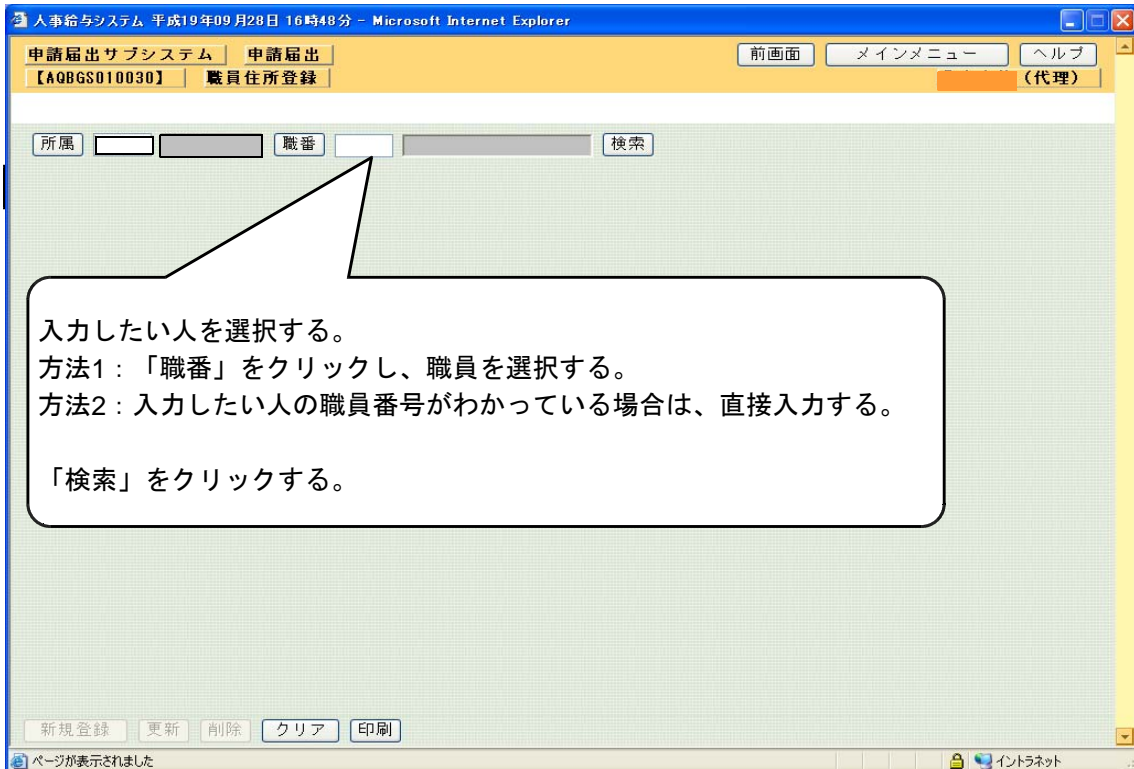 人事給与システム 平成19年09月28日 16時48分 - Microsoft Internet Explorer
申請届出サブシステム 申請届出 前画面 メインメニュー ヘルプ
【AQBGS010030】 職員住所登録 (代理)
所属 職番 検索
入力したい人を選択する。
方法1：「職番」をクリックし、職員を選択する。
方法2：入力したい人の職員番号がわかっている場合は、直接入力する。
「検索」をクリックする。
新規登録 更新 削除 クリア 印刷
ページが表示されました イントラネット